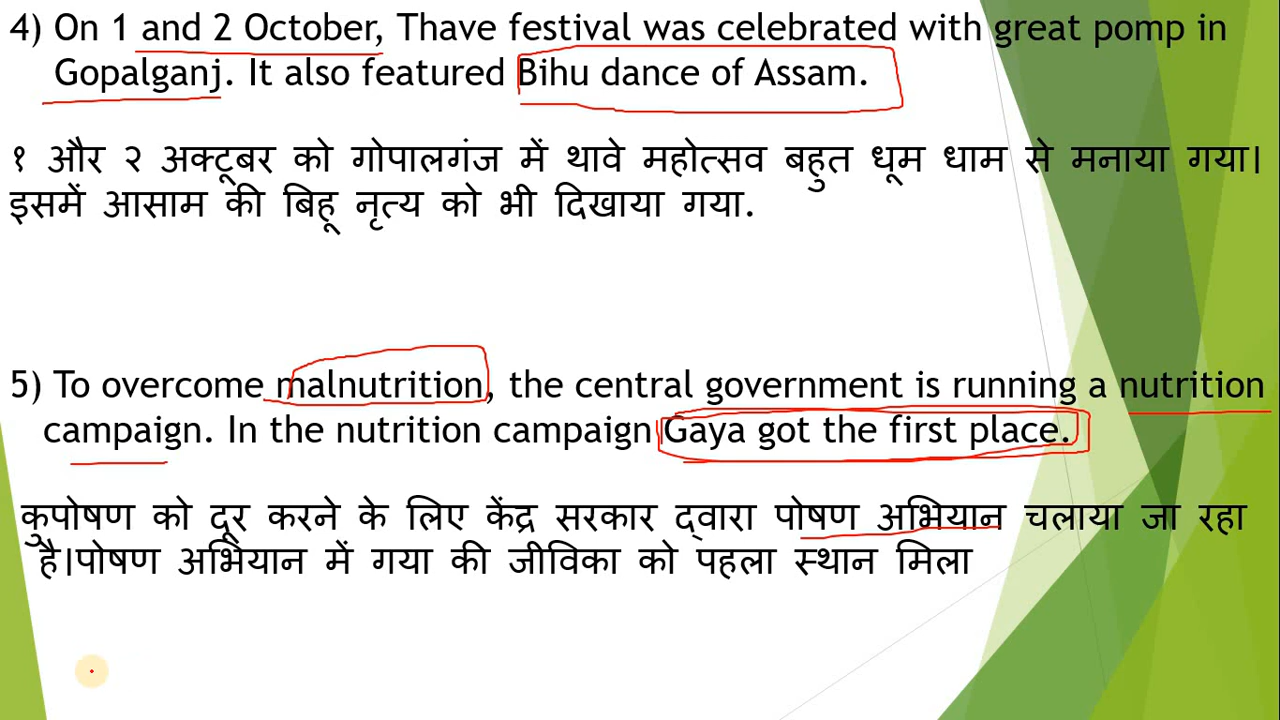 4) On 1 and 2 October, Thave festival was celebrated with great pomp in
Gopalganj. It also featured Bihu dance of Assam.
१ और २ अक्टूबर को गोपालगंज में थावे महोत्सव बहुत धूम धाम से मनाया गया।
इसमें आसाम की बिहू नृत्य को भी दिखाया गया.
5) To overcome malnutrition, the central government is running a nutrition
campaign. In the nutrition campaign Gaya got the first place.
कुपोषण को दूर करने के लिए केंद्र सरकार द्वारा पोषण अभियान चलाया जा रहा
है।पोषण अभियान में गया की जीविका को पहला स्थान मिला